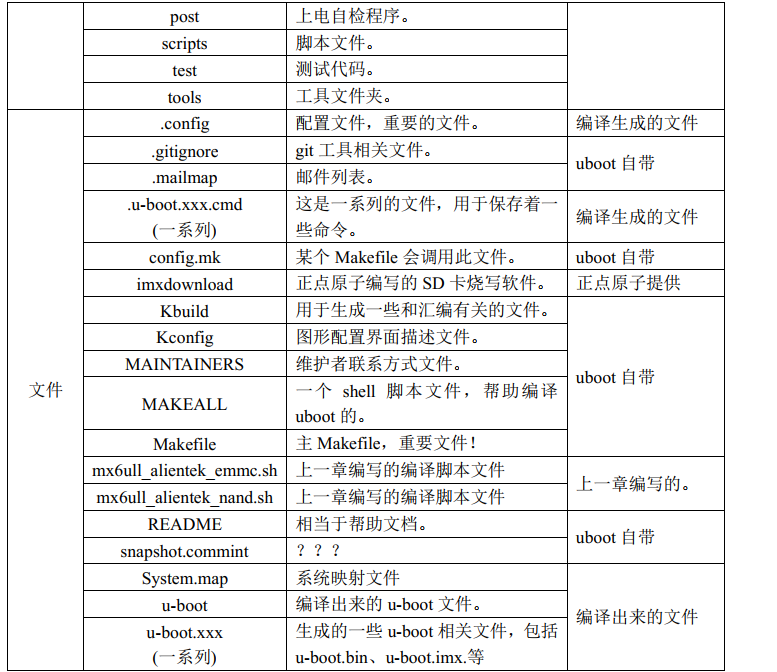 post 上电自检程序。
scripts 脚本文件。
test 测试代码。
tools 工具文件夹。
文件
.config 配置文件，重要的文件。 编译生成的文件
.gitignore git 工具相关文件。 uboot 自带
.mailmap 邮件列表。
.u-boot.xxx.cmd 这是一系列的文件，用于保存着一 编译生成的文件
(一系列) 些命令。
config.mk 某个 Makefile 会调用此文件。 uboot 自带
imxdownload 正点原子编写的 SD 卡烧写软件。 正点原子提供
Kbuild 用于生成一些和汇编有关的文件。 uboot 自带
Kconfig 图形配置界面描述文件。
MAINTAINERS 维护者联系方式文件。
MAKEALL 一个 shell 脚本文件，帮助编译
uboot 的。
Makefile 主 Makefile，重要文件！
mx6ull_alientek_emmc.sh 上一章编写的编译脚本文件 上一章编写的。
mx6ull_alientek_nand.sh 上一章编写的编译脚本文件
README 相当于帮助文档。 uboot 自带
snapshot.commint ？？？
System.map 系统映射文件 编译出来的文件
u-boot 编译出来的 u-boot 文件。
u-boot.xxx 生成的一些 u-boot 相关文件，包括
(一系列) u-boot.bin、u-boot.imx.等